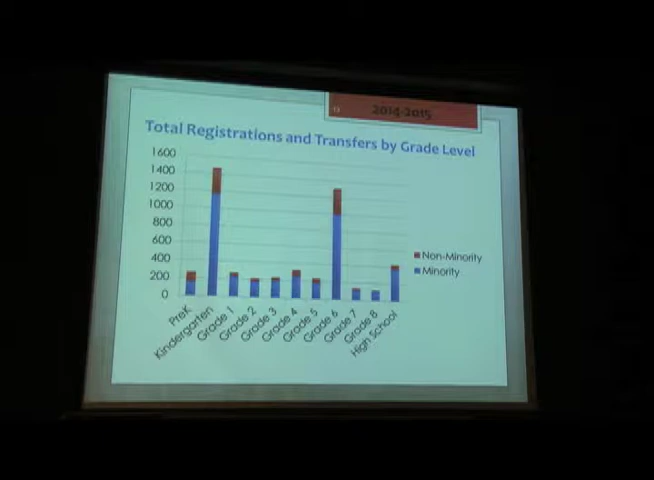 13
2014-2015
Total Registrations and Transfers by Grade Level
1600
1400
1200
1000
800
600
400
200
0
PreK
Kindergarten
Grade 1
Grade 2
Grade 3
Grade 4
Grade 5
Grade 6
Grade 7
Grade 8
High School
Non-Minority
Minority